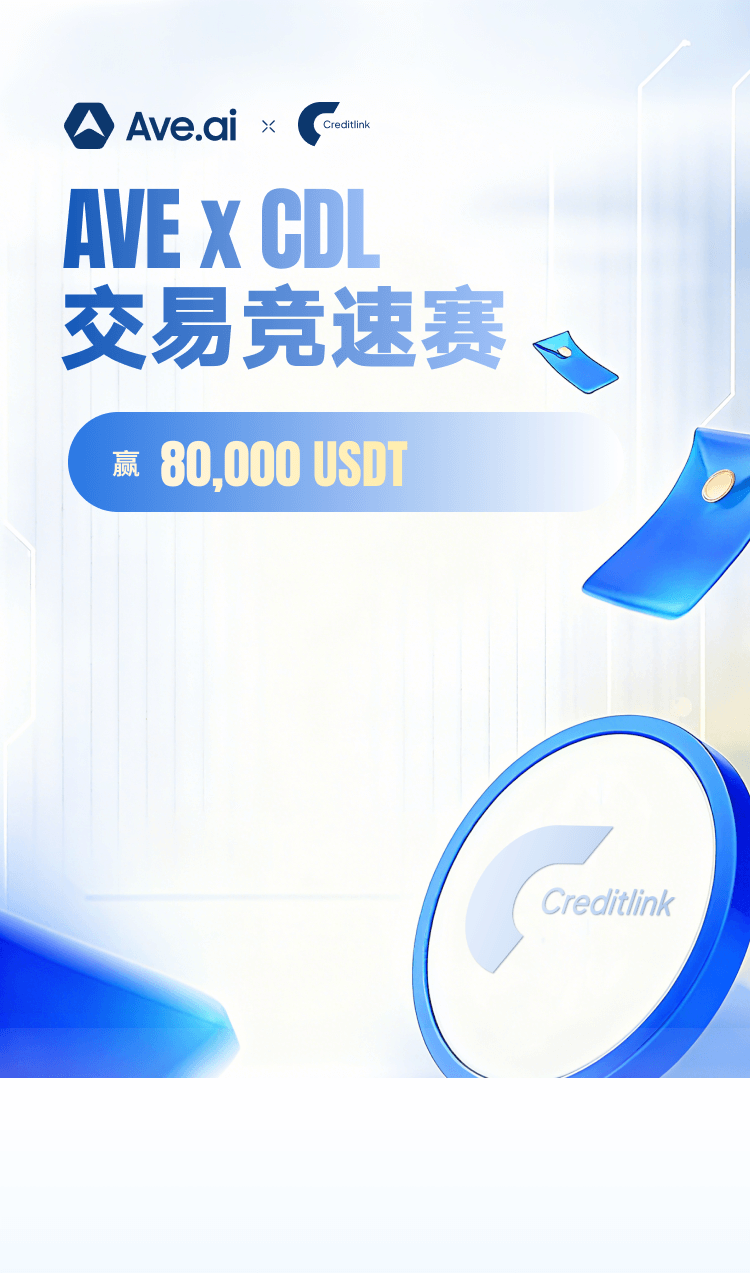 Ave.ai × Creditlink
AVE x CDL
交易竞速赛
赢 80,000 USDT
Creditlink